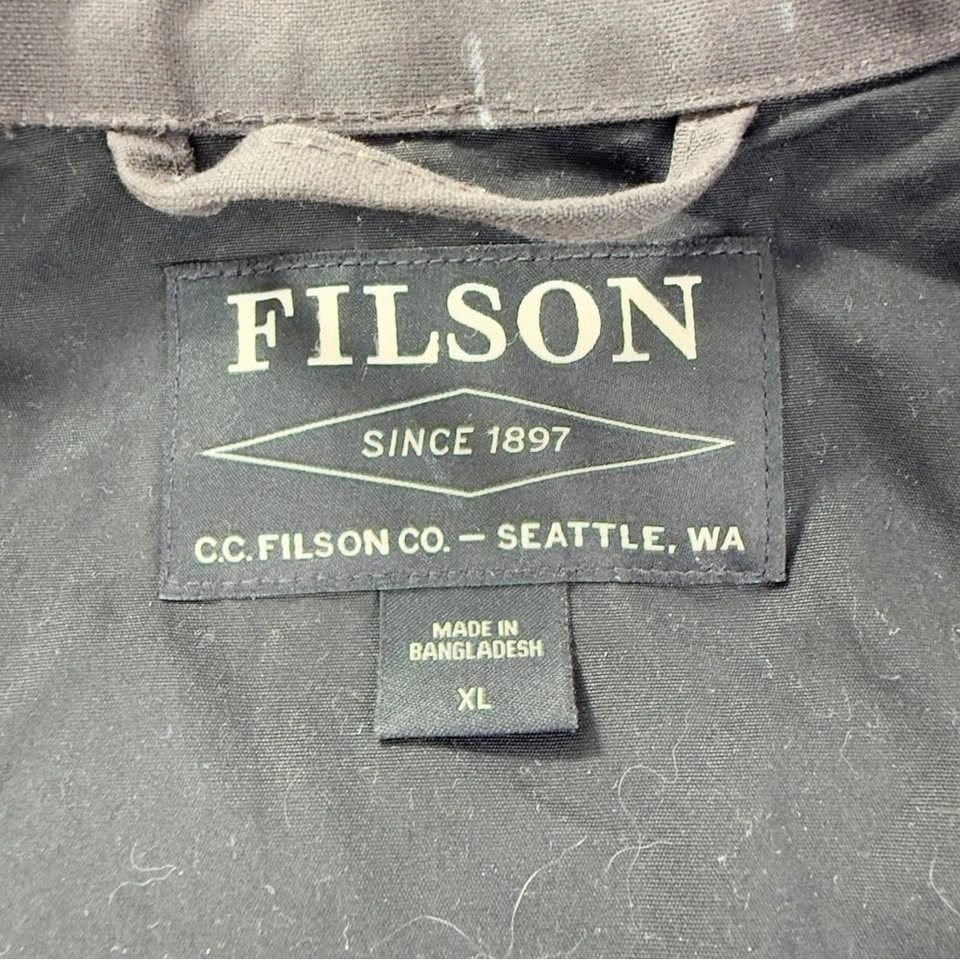 FILSON
SINCE 1897
C.C. FILSON CO. — SEATTLE, WA
MADE IN
BANGLADESH
XL